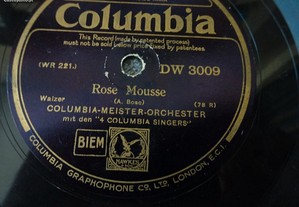 Columbia
(This Record made by patented process)
must not be sold below price fixed by patentees
(WR 221.)
DW 3009
Rose Mousse
Walzer
(A. Bosc)
(78 R)
COLUMBIA-MEISTER-ORCHESTER
mit den "4 COLUMBIA SINGERS"
BIEM
HAWKES
COLUMBIA GRAPHOPHONE CO. LTD. LONDON, E.C.1